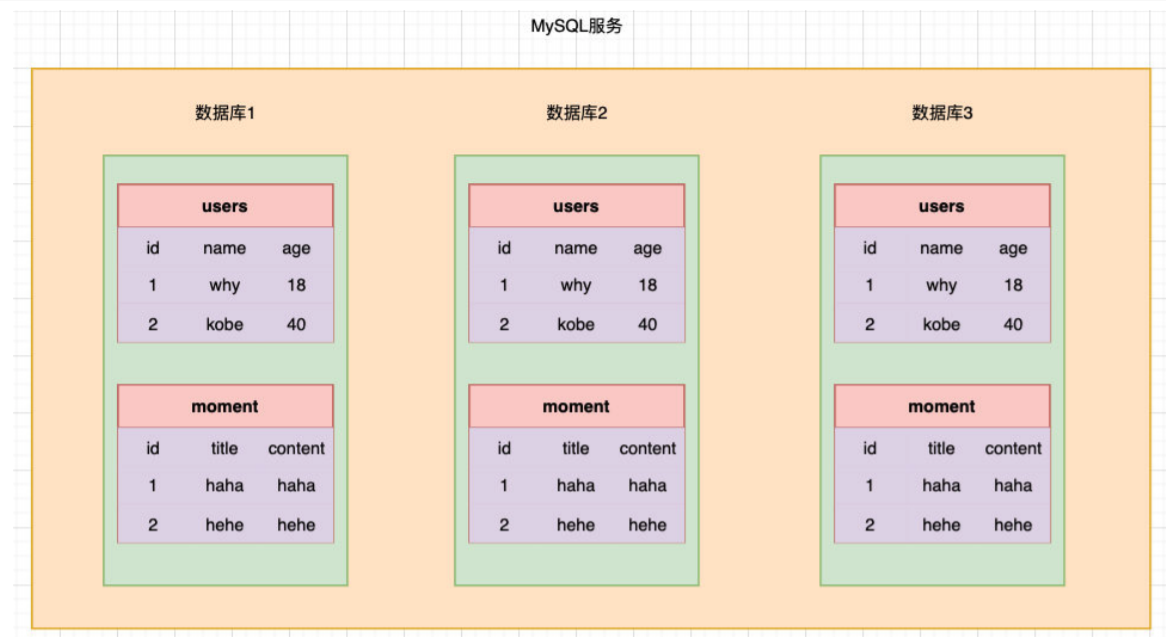 MySQL服务
数据库1 数据库2 数据库3
users users users
id name age id name age id name age
1 why 18 1 why 18 1 why 18
2 kobe 40 2 kobe 40 2 kobe 40
moment moment moment
id title content id title content id title content
1 haha haha 1 haha haha 1 haha haha
2 hehe hehe 2 hehe hehe 2 hehe hehe